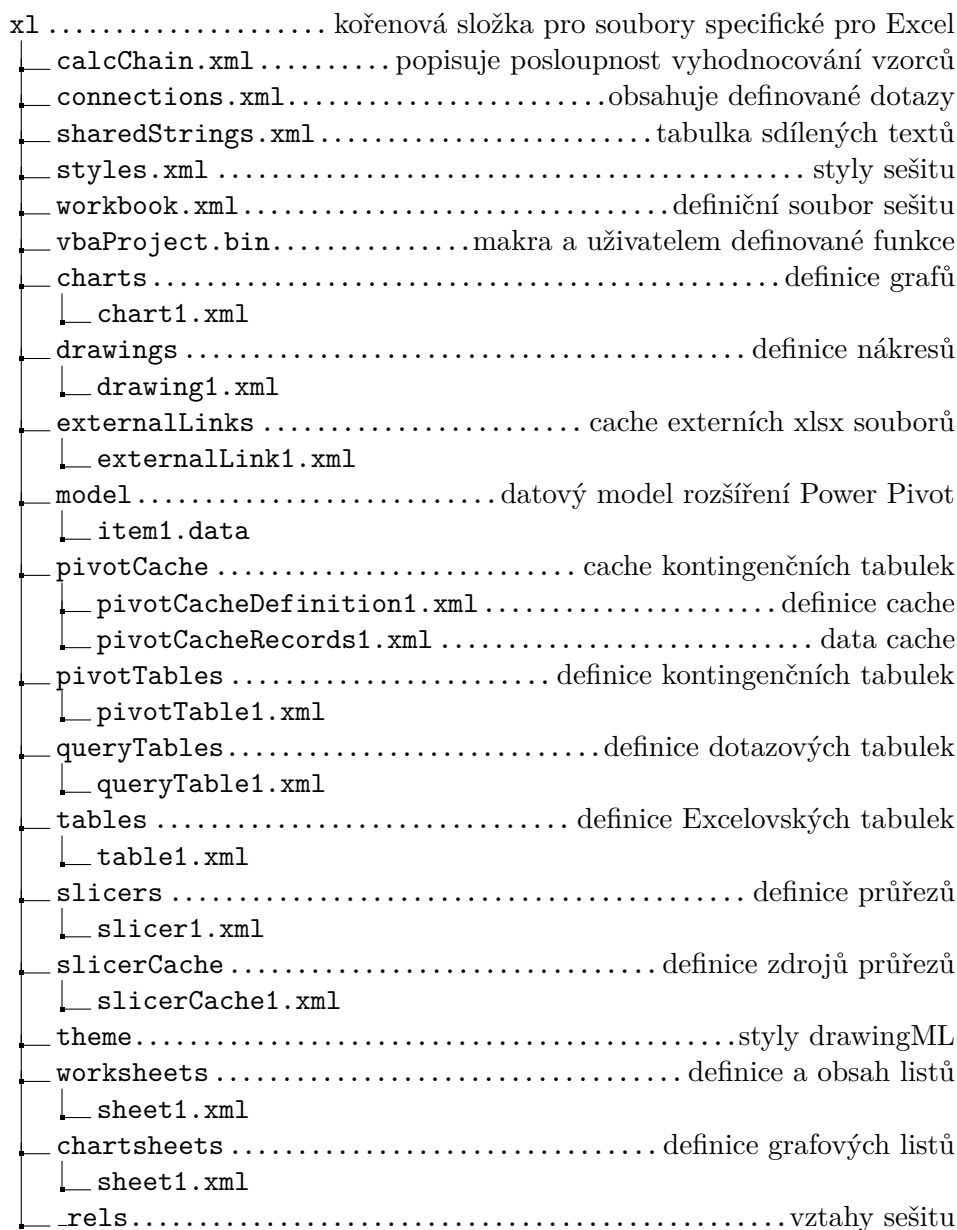 xl ..................... kořenová složka pro soubory specifické pro Excel
calcChain.xml .......... popisuje posloupnost vyhodnocování vzorců
connections.xml ........................ obsahuje definované dotazy
sharedStrings.xml .......................... tabulka sdílených textů
styles.xml ................................................ styly sešitu
workbook.xml ................................. definiční soubor sešitu
vbaProject.bin ............... makra a uživatelem definované funkce
charts ................................................. definice grafů
chart1.xml
drawings ............................................ definice nákresů
drawing1.xml
externalLinks ......................... cache externích xlsx souborů
externalLink1.xml
model ............................ datový model rozšíření Power Pivot
item1.data
pivotCache ............................ cache kontingenčních tabulek
pivotCacheDefinition1.xml ....................... definice cache
pivotCacheRecords1.xml ............................. data cache
pivotTables ......................... definice kontingenčních tabulek
pivotTable1.xml
queryTables ............................. definice dotazových tabulek
queryTable1.xml
tables ................................ definice Excelovských tabulek
table1.xml
slicers ............................................. definice průřezů
slicer1.xml
slicerCache ................................. definice zdrojů průřezů
slicerCache1.xml
theme ............................................... styly drawingML
worksheets ...................................... definice a obsah listů
sheet1.xml
chartsheets ................................. definice grafových listů
sheet1.xml
_rels ................................................... vztahy sešitu